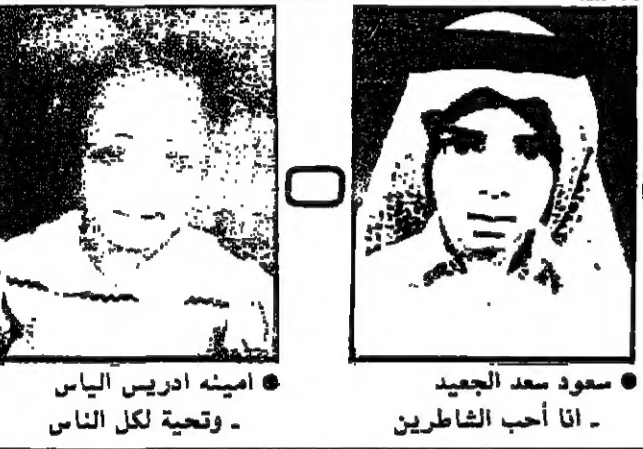 ● سعود سعد الجعيد
ـ انا أحب الشاطرين
● امينه ادريس الياس
ـ وتحية لكل الناس